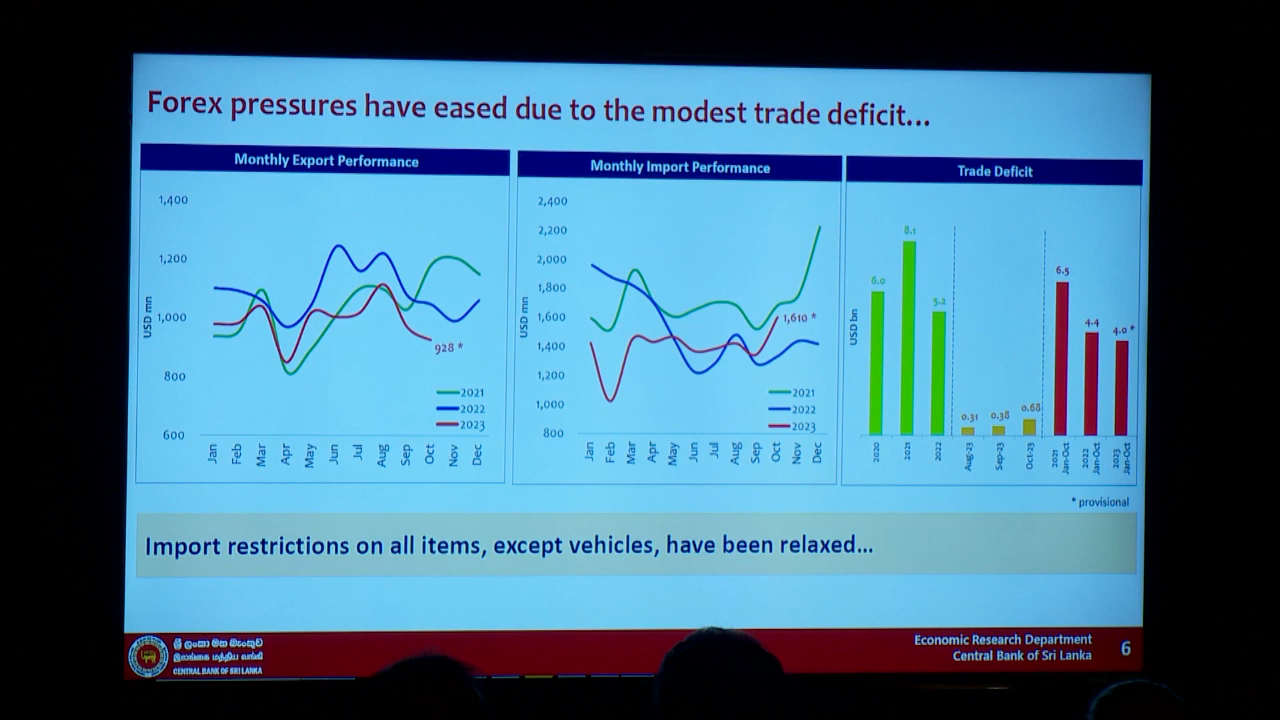 Forex pressures have eased due to the modest trade deficit...
Monthly Export Performance
USD mn
1,400
1,200
1,000
800
600
928 *
2021
2022
2023
Jan Feb Mar Apr May Jun Jul Aug Sep Oct Nov Dec
Monthly Import Performance
USD mn
2,400
2,200
2,000
1,800
1,600
1,400
1,200
1,000
800
1,610 *
2021
2022
2023
Jan Feb Mar Apr May Jun Jul Aug Sep Oct Nov Dec
Trade Deficit
USD bn
6.0
8.1
5.2
0.31
0.38
0.68
6.5
4.4
4.0 *
2020
2021
2022
Aug-23
Sep-23
Oct-23
2021
Jan-Oct
2022
Jan-Oct
2023
Jan-Oct
* provisional
Import restrictions on all items, except vehicles, have been relaxed...
ශ්‍රී ලංකා මහ බැංකුව
இலங்கை மத்திய வங்கி
CENTRAL BANK OF SRI LANKA
Economic Research Department
Central Bank of Sri Lanka
6